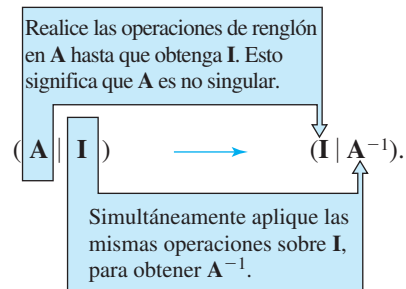 Realice las operaciones de renglón
en A hasta que obtenga I. Esto
significa que A es no singular.
( A | I ) ⟶ (I | A⁻¹).
Simultáneamente aplique las
mismas operaciones sobre I,
para obtener A⁻¹.